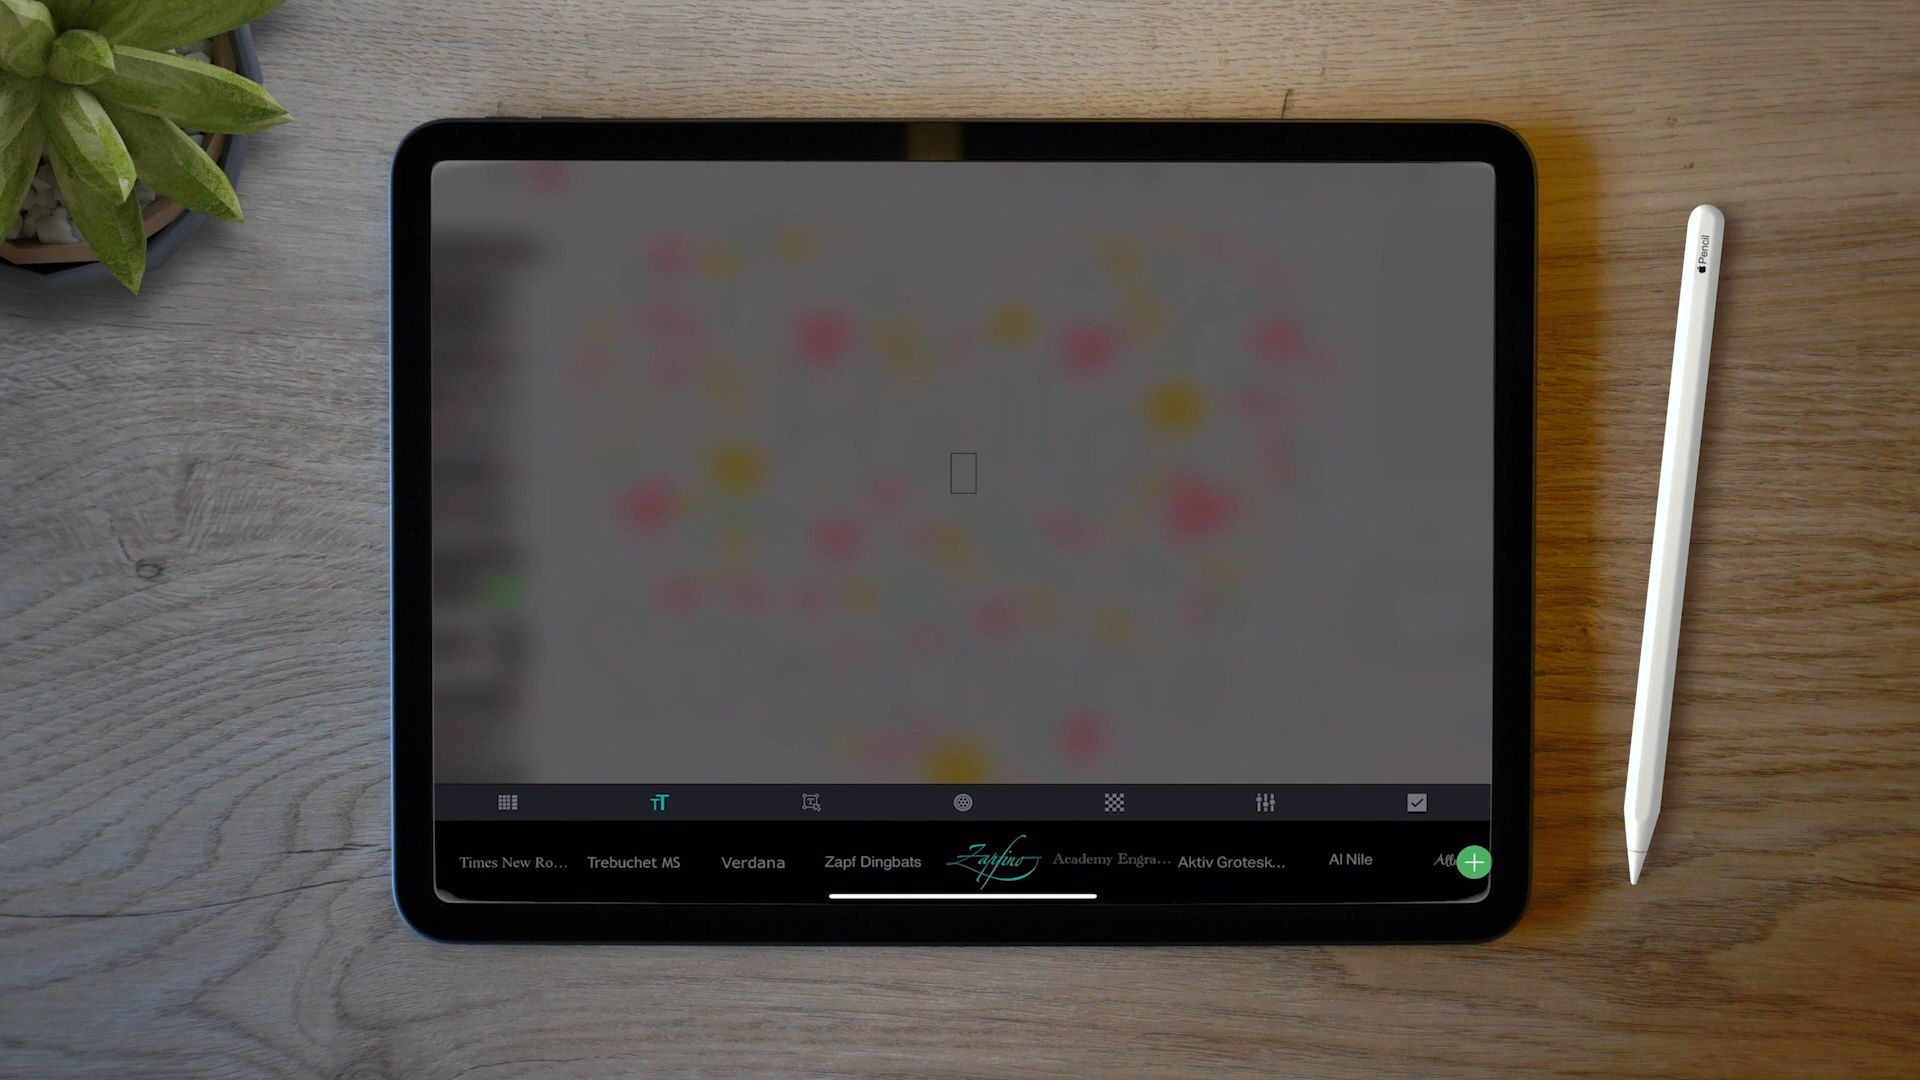 Pencil
Times New Ro... Trebuchet MS Verdana Zapf Dingbats Zapfino Academy Engra... Aktiv Grotesk... Al Nile